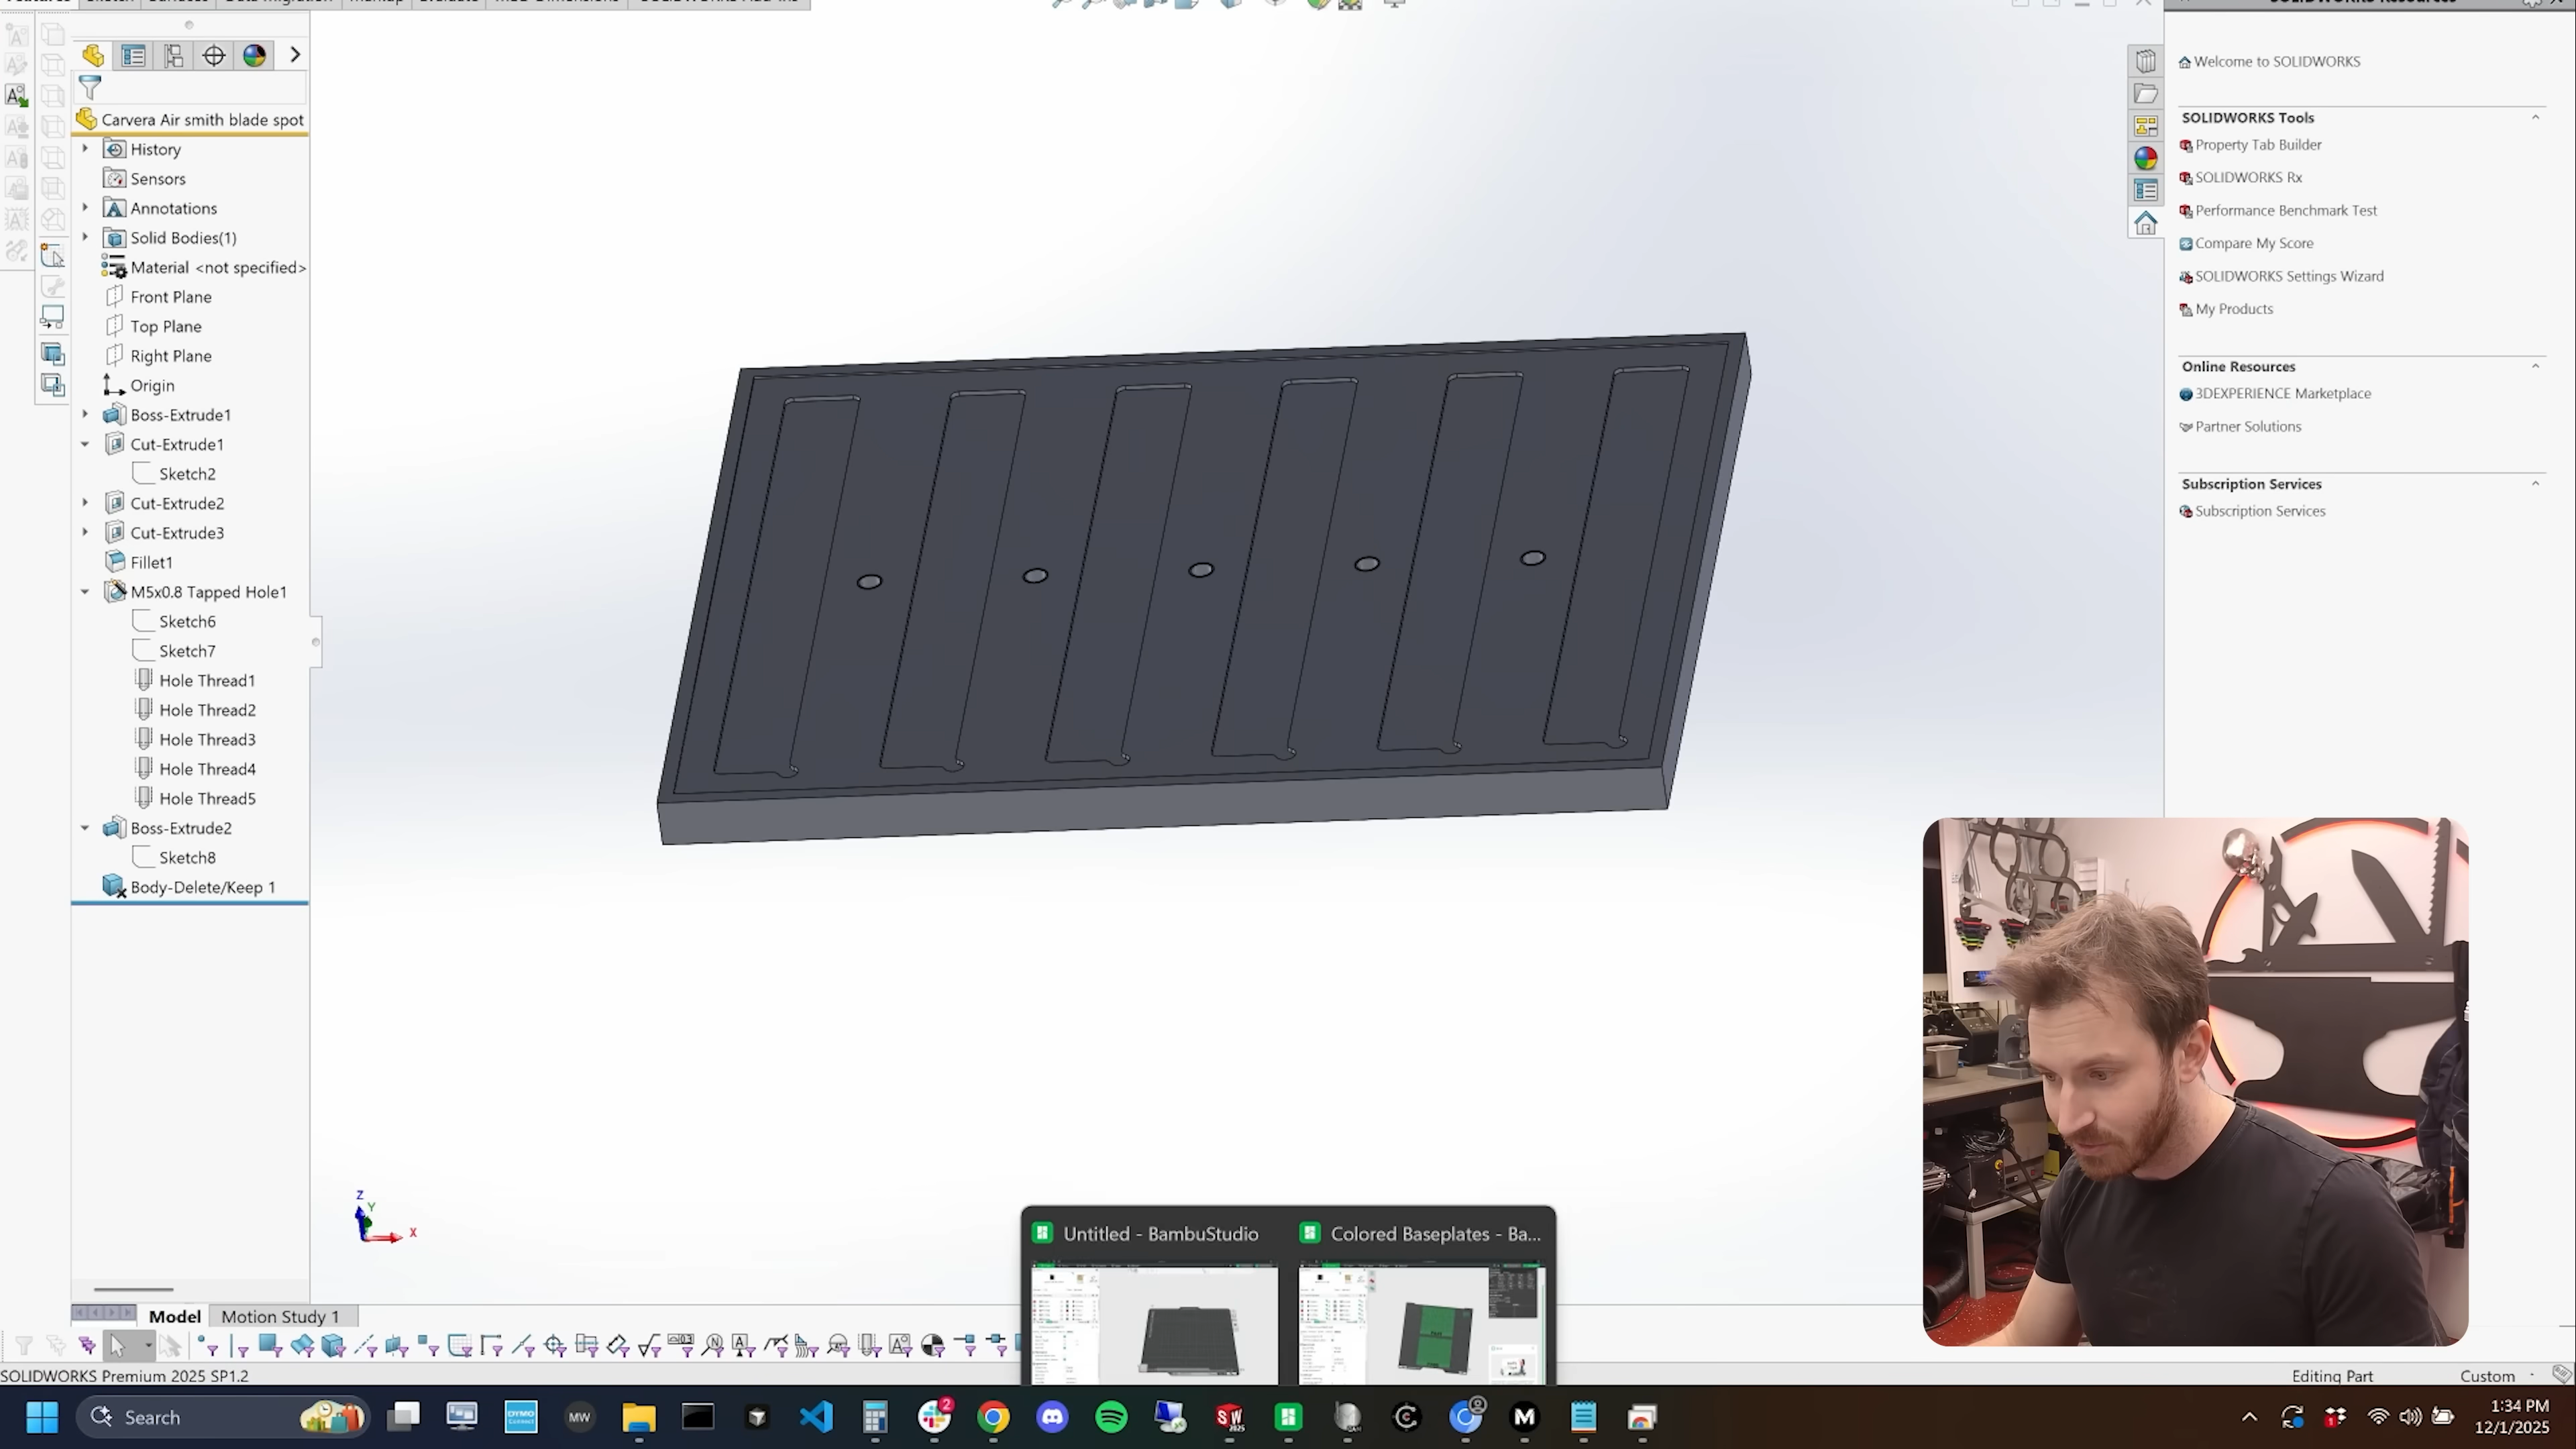 Carvera Air smith blade spot
History
Sensors
Annotations
Solid Bodies(1)
Material <not specified>
Front Plane
Top Plane
Right Plane
Origin
Boss-Extrude1
Cut-Extrude1
Sketch2
Cut-Extrude2
Cut-Extrude3
Fillet1
M5x0.8 Tapped Hole1
Sketch6
Sketch7
Hole Thread1
Hole Thread2
Hole Thread3
Hole Thread4
Hole Thread5
Boss-Extrude2
Sketch8
Body-Delete/Keep 1
Welcome to SOLIDWORKS
SOLIDWORKS Tools
Property Tab Builder
SOLIDWORKS Rx
Performance Benchmark Test
Compare My Score
SOLIDWORKS Settings Wizard
My Products
Online Resources
3DEXPERIENCE Marketplace
Partner Solutions
Subscription Services
Subscription Services
Z
Y
X
Untitled - BambuStudio
Colored Baseplates - Ba...
Model
Motion Study 1
SOLIDWORKS Premium 2025 SP1.2
Editing Part
Custom
Search
DYMO
MW
2
SW
2025
M
1:34 PM
12/1/2025